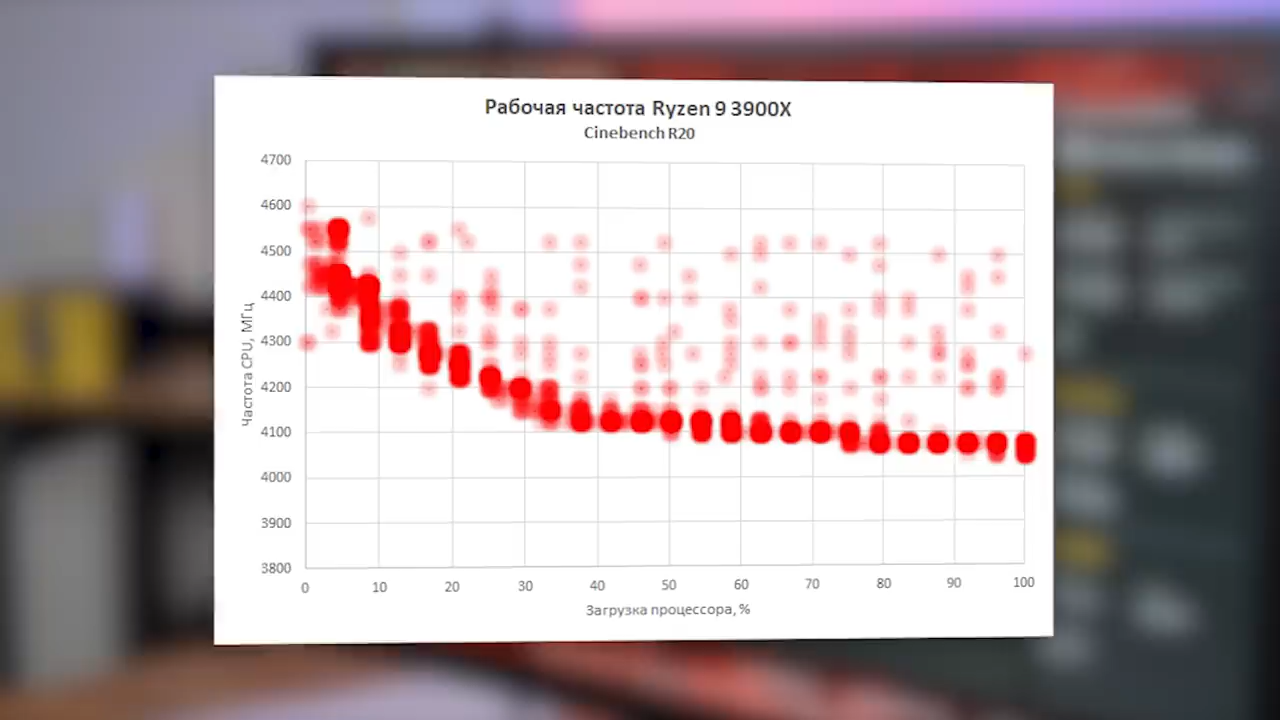 Рабочая частота Ryzen 9 3900X
Cinebench R20
4700
4600
4500
4400
4300
4200
4100
4000
3900
3800
Частота CPU, МГц
0 10 20 30 40 50 60 70 80 90 100
Загрузка процессора, %